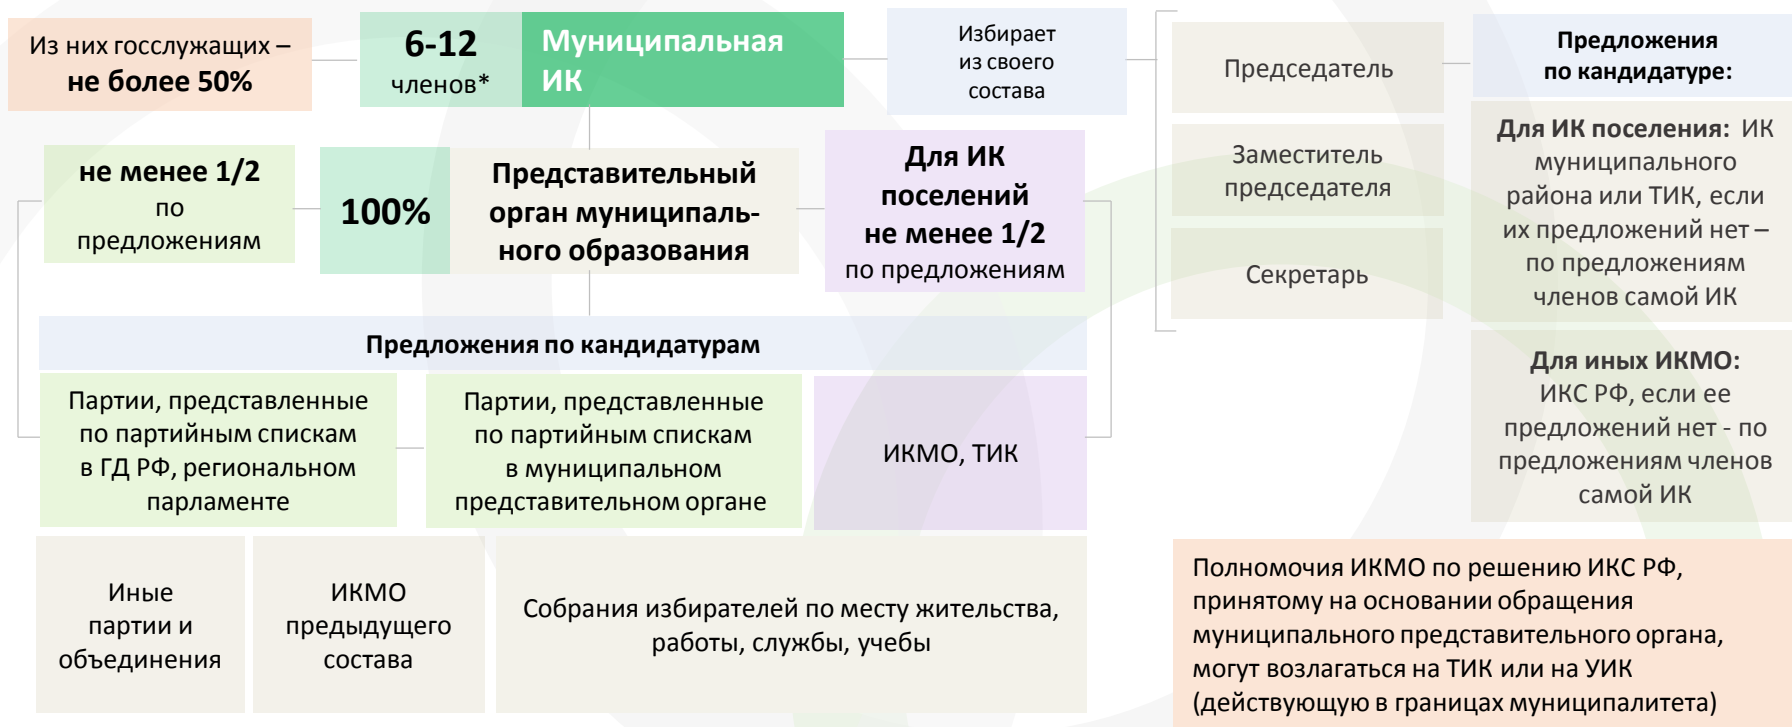 Из них госслужащих –
не более 50%
6-12
членов*
Муниципальная
ИК
Избирает
из своего
состава
Председатель
Предложения
по кандидатуре:
не менее 1/2
по
предложениям
100%
Представительный
орган муниципаль-
ного образования
Для ИК
поселений
не менее 1/2
по предложениям
Заместитель
председателя
Секретарь
Для ИК поселения: ИК
муниципального
района или ТИК, если
их предложений нет –
по предложениям
членов самой ИК
Предложения по кандидатурам
Партии, представленные
по партийным спискам
в ГД РФ, региональном
парламенте
Партии, представленные
по партийным спискам
в муниципальном
представительном органе
ИКМО, ТИК
Для иных ИКМО:
ИКС РФ, если ее
предложений нет - по
предложениям членов
самой ИК
Иные
партии и
объединения
ИКМО
предыдущего
состава
Собрания избирателей по месту жительства,
работы, службы, учебы
Полномочия ИКМО по решению ИКС РФ,
принятому на основании обращения
муниципального представительного органа,
могут возлагаться на ТИК или на УИК
(действующую в границах муниципалитета)